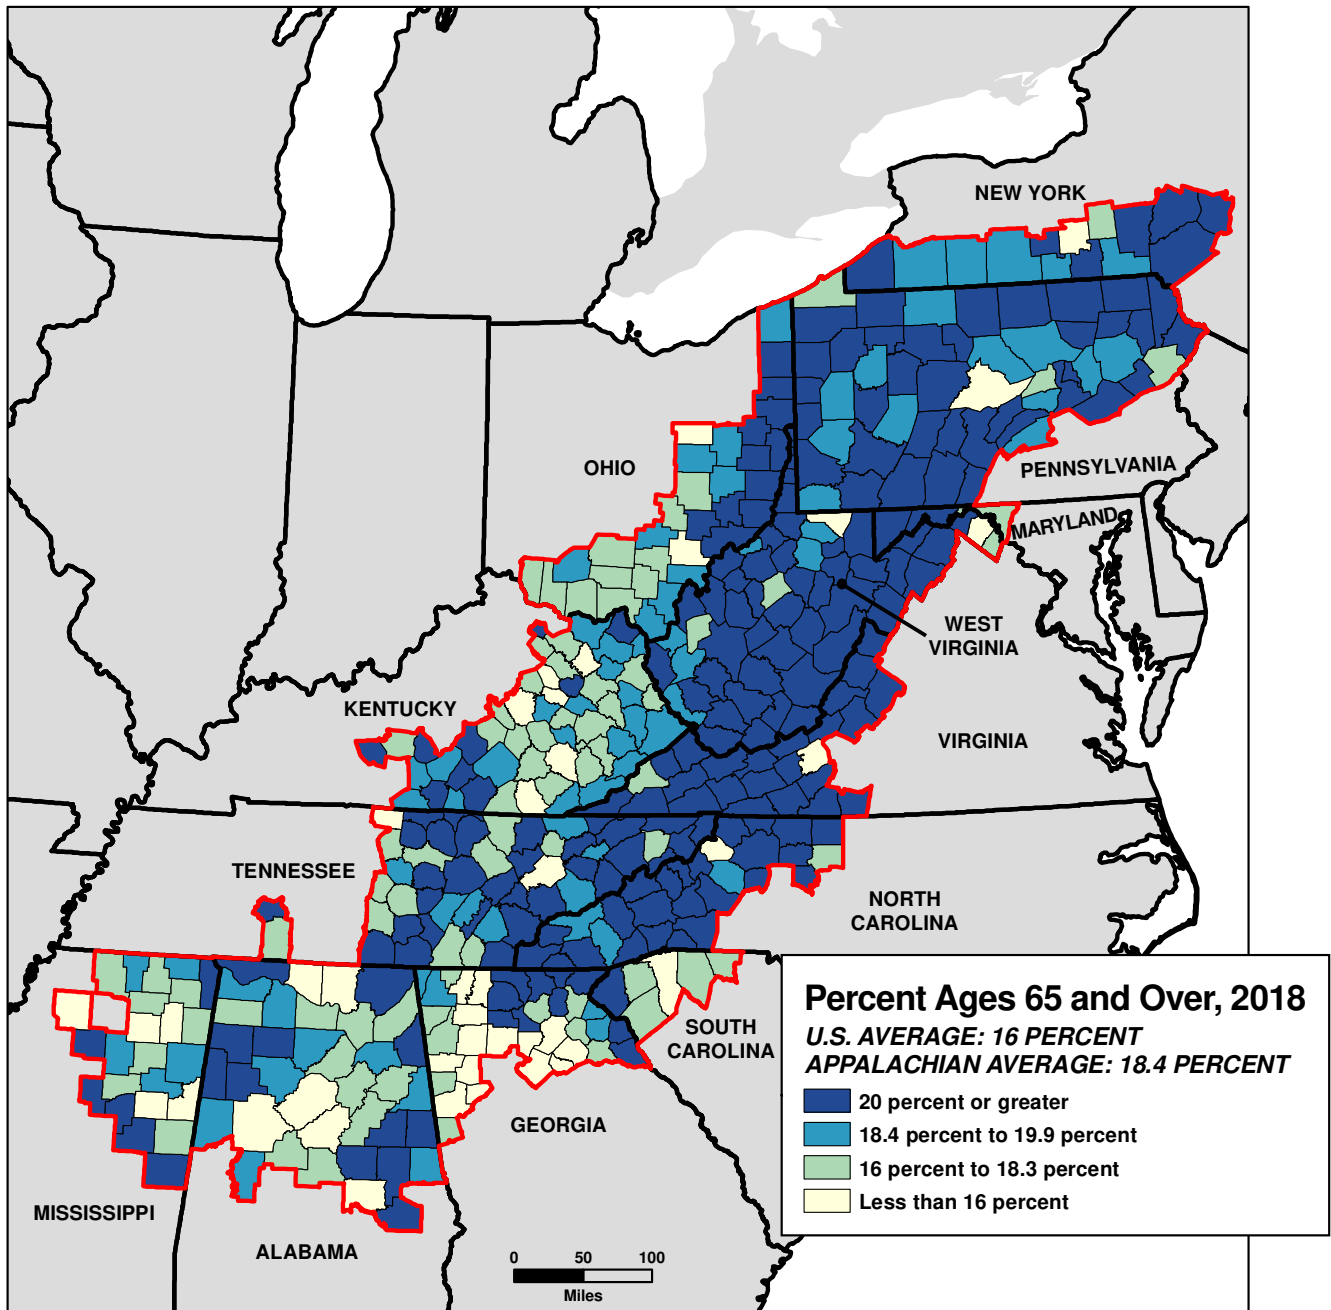 NEW YORK
OHIO
PENNSYLVANIA
MARYLAND
WEST
VIRGINIA
KENTUCKY
VIRGINIA
TENNESSEE
NORTH
CAROLINA
SOUTH
CAROLINA
GEORGIA
MISSISSIPPI
ALABAMA
Percent Ages 65 and Over, 2018
U.S. AVERAGE: 16 PERCENT
APPALACHIAN AVERAGE: 18.4 PERCENT
20 percent or greater
18.4 percent to 19.9 percent
16 percent to 18.3 percent
Less than 16 percent
0 50 100
Miles